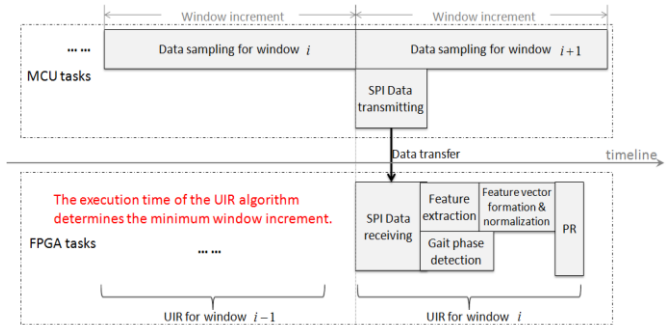 Window increment
Window increment
... ...
Data sampling for window i
Data sampling for window i+1
MCU tasks
SPI Data
transmitting
Data transfer
timeline
The execution time of the UIR algorithm
determines the minimum window increment.
FPGA tasks
... ...
SPI Data
receiving
Feature
extraction
Feature vector
formation &
normalization
Gait phase
detection
PR
UIR for window i−1
UIR for window i